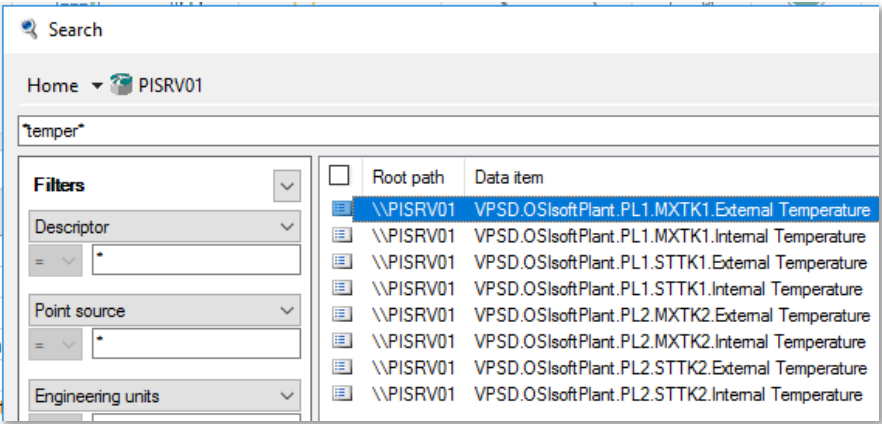 Search
Home PISRV01
*temper*
Filters
Descriptor
= *
Point source
= *
Engineering units
Root path Data item
\\PISRV01 VPSD.OSIsoftPlant.PL1.MXTK1.External Temperature
\\PISRV01 VPSD.OSIsoftPlant.PL1.MXTK1.Internal Temperature
\\PISRV01 VPSD.OSIsoftPlant.PL1.STTK1.External Temperature
\\PISRV01 VPSD.OSIsoftPlant.PL1.STTK1.Internal Temperature
\\PISRV01 VPSD.OSIsoftPlant.PL2.MXTK2.External Temperature
\\PISRV01 VPSD.OSIsoftPlant.PL2.MXTK2.Internal Temperature
\\PISRV01 VPSD.OSIsoftPlant.PL2.STTK2.External Temperature
\\PISRV01 VPSD.OSIsoftPlant.PL2.STTK2.Internal Temperature